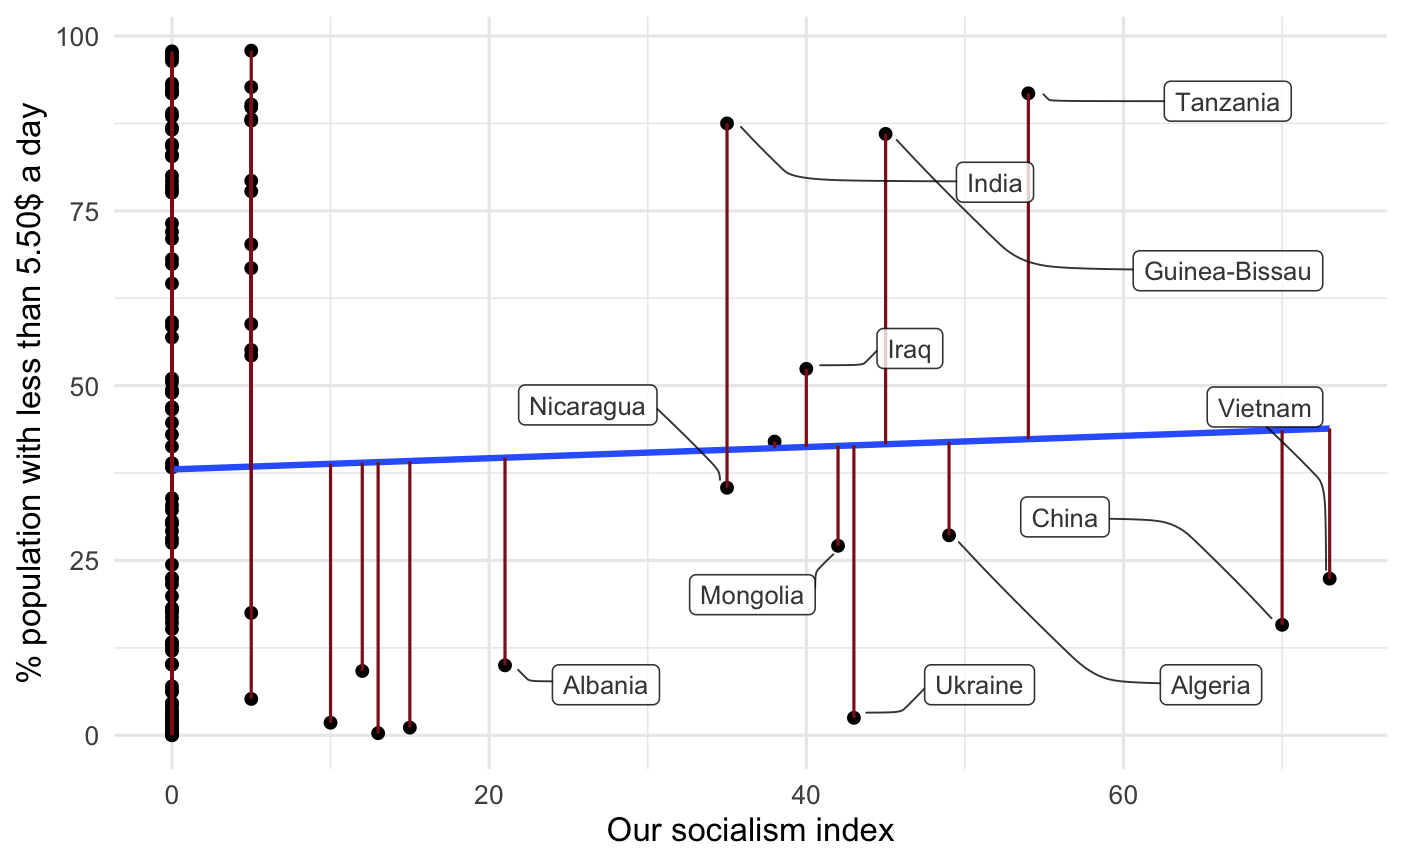 100
75
50
25
0
% population with less than 5.50$ a day
Tanzania
India
Guinea-Bissau
Iraq
Nicaragua
Vietnam
China
Mongolia
Albania
Ukraine
Algeria
0
20
40
60
Our socialism index